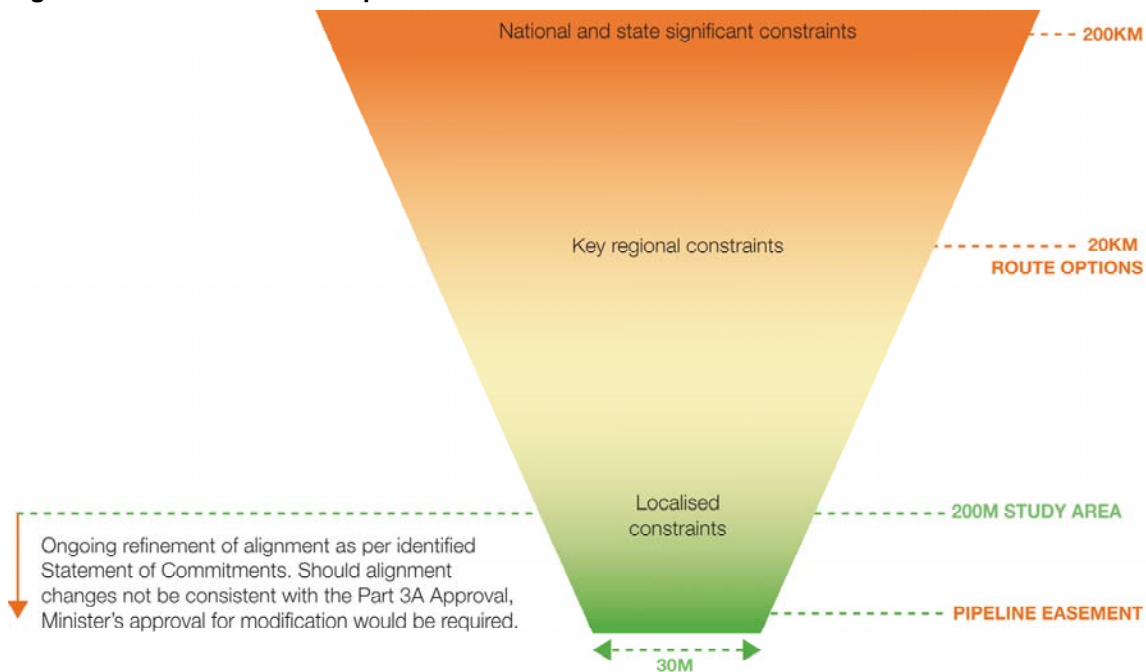 National and state significant constraints
200KM
Key regional constraints
20KM
ROUTE OPTIONS
Localised
constraints
200M STUDY AREA
Ongoing refinement of alignment as per identified
Statement of Commitments. Should alignment
changes not be consistent with the Part 3A Approval,
Minister's approval for modification would be required.
PIPELINE EASEMENT
30M